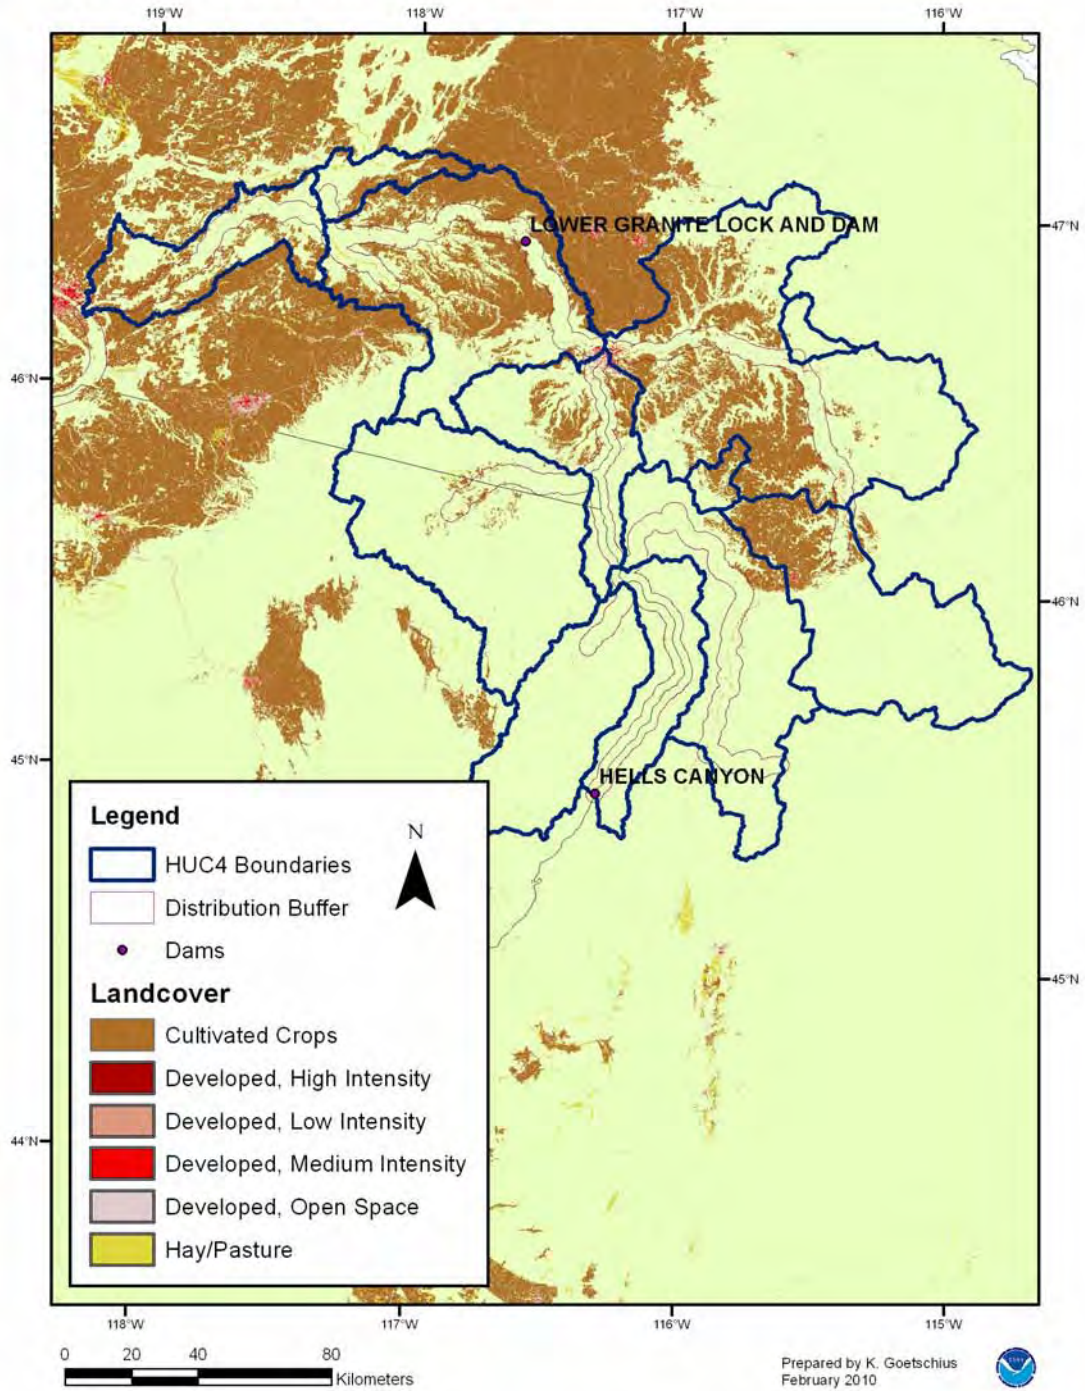 119°W 118°W 117°W 116°W
47°N
LOWER GRANITE LOCK AND DAM
46°N
46°N
45°N
HELLS CANYON
45°N
44°N
Legend
N
HUC4 Boundaries
Distribution Buffer
Dams
Landcover
Cultivated Crops
Developed, High Intensity
Developed, Low Intensity
Developed, Medium Intensity
Developed, Open Space
Hay/Pasture
118°W 117°W 116°W 115°W
0 20 40 80
Kilometers
Prepared by K. Goetschius
February 2010